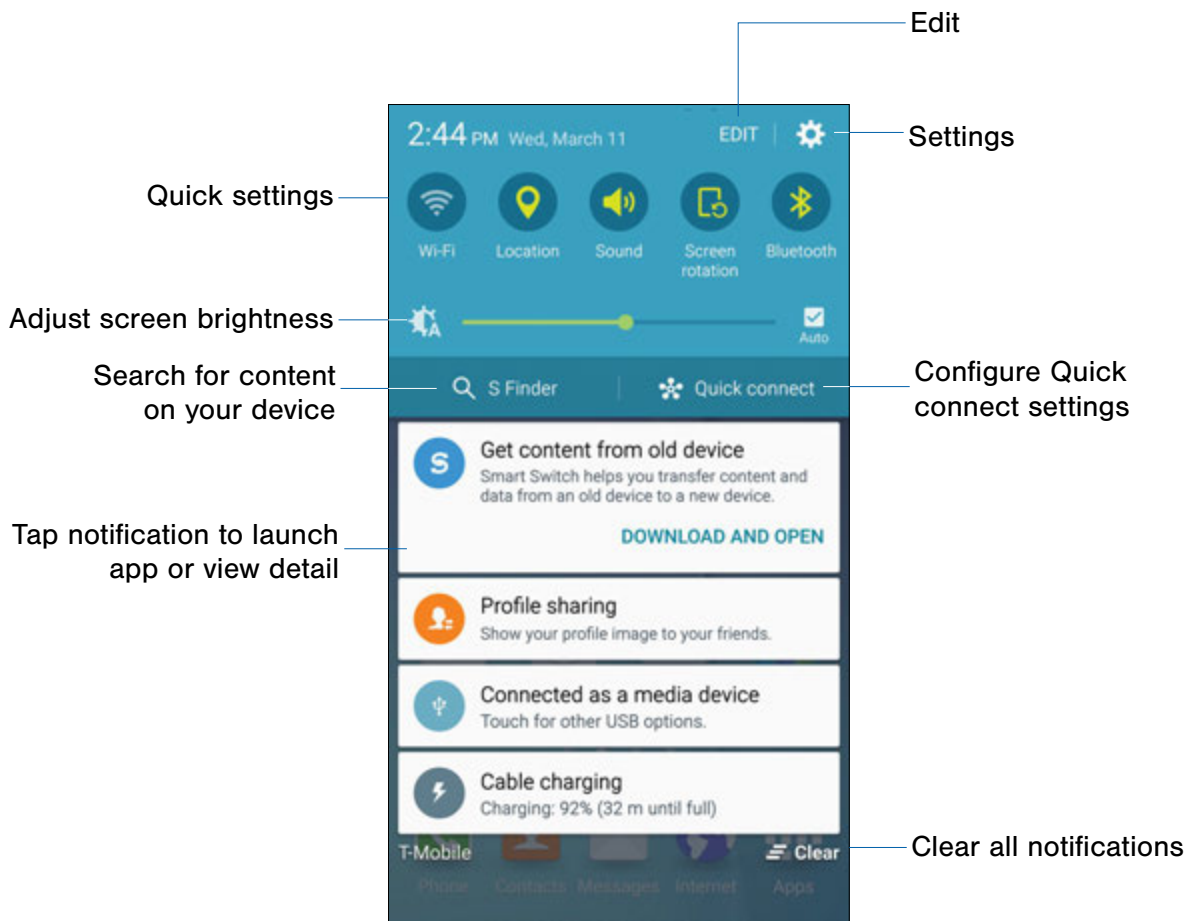 Edit
2:44 PM Wed, March 11
EDIT
Settings
Quick settings
Wi-Fi
Location
Sound
Screen
rotation
Bluetooth
Adjust screen brightness
A
Auto
Search for content
on your device
S Finder
Quick connect
Configure Quick
connect settings
S
Get content from old device
Smart Switch helps you transfer content and
data from an old device to a new device.
DOWNLOAD AND OPEN
Tap notification to launch
app or view detail
Profile sharing
Show your profile image to your friends.
Connected as a media device
Touch for other USB options.
Cable charging
Charging: 92% (32 m until full)
T-Mobile
Clear
Clear all notifications
Phone
Contacts
Messages
Internet
Apps